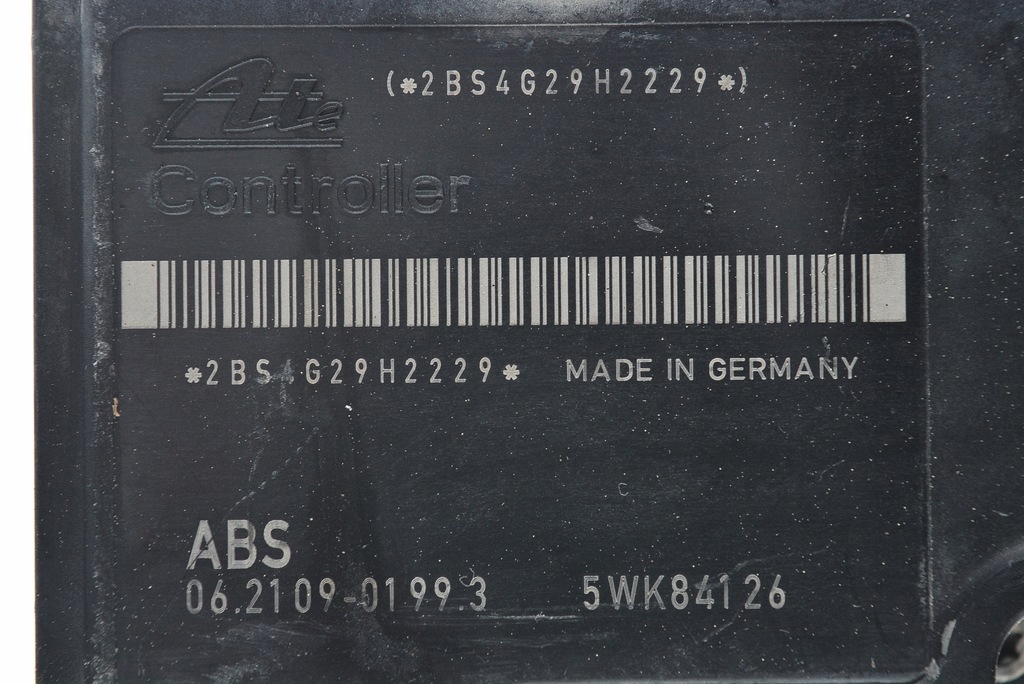 Ate (*2BS4G29H2229*)
Controller
*2BS4G29H2229* MADE IN GERMANY
ABS
06.2109-0199.3 5WK84126